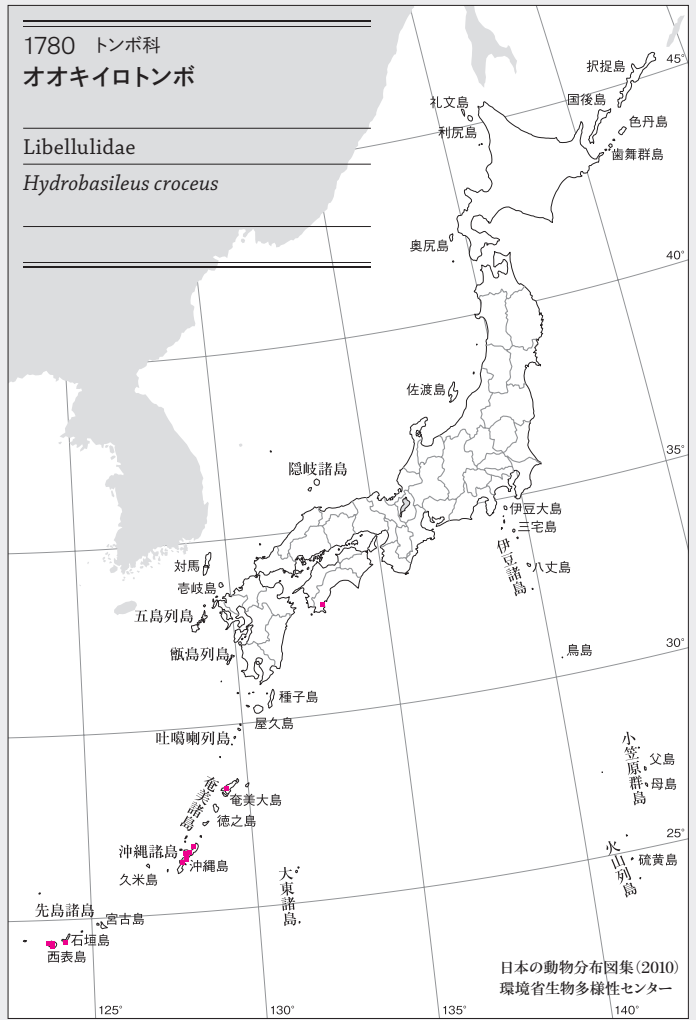 1780 トンボ科
オオキイロトンボ
Libellulidae
Hydrobasileus croceus
45°
択捉島
国後島
色丹島
歯舞群島
礼文島
利尻島
奥尻島
40°
佐渡島
35°
隠岐諸島
伊豆大島
三宅島
伊豆諸島
八丈島
対馬
壱岐島
五島列島
甑島列島
鳥島
30°
種子島
屋久島
吐噶喇列島
小笠原群島
父島
母島
奄美諸島
奄美大島
徳之島
25°
沖縄諸島
沖縄島
久米島
火山列島
硫黄島
大東諸島
先島諸島
宮古島
石垣島
西表島
日本の動物分布図集(2010)
環境省生物多様性センター
125°
130°
135°
140°